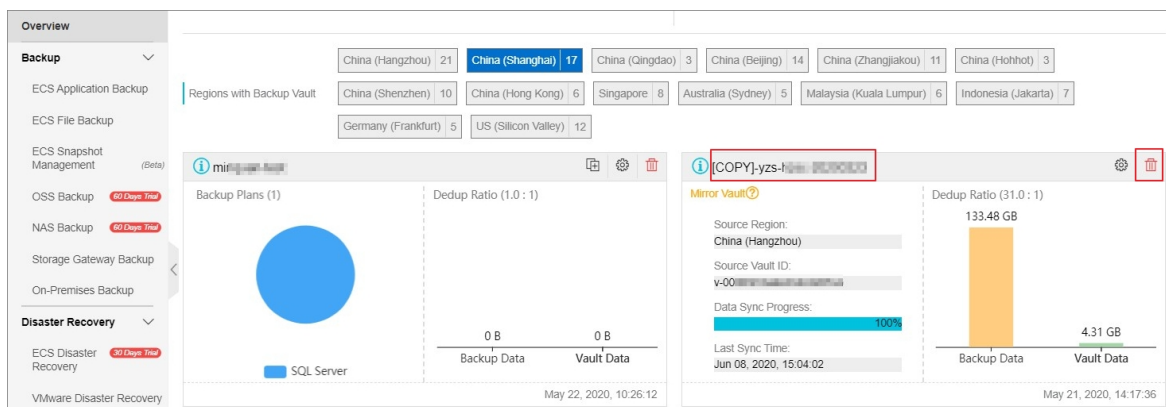 Overview
Backup
ECS Application Backup
ECS File Backup
ECS Snapshot
Management (Beta)
OSS Backup 60 Days Trial
NAS Backup 60 Days Trial
Storage Gateway Backup
On-Premises Backup
Disaster Recovery
ECS Disaster 30 Days Trial
Recovery
VMware Disaster Recovery
Regions with Backup Vault
China (Hangzhou) 21 China (Shanghai) 17 China (Qingdao) 3 China (Beijing) 14 China (Zhangjiakou) 11 China (Hohhot) 3
China (Shenzhen) 10 China (Hong Kong) 6 Singapore 8 Australia (Sydney) 5 Malaysia (Kuala Lumpur) 6 Indonesia (Jakarta) 7
Germany (Frankfurt) 5 US (Silicon Valley) 12
Backup Plans (1)
SQL Server
Dedup Ratio (1.0 : 1)
0 B 0 B
Backup Data Vault Data
May 22, 2020, 10:26:12
[COPY]-yzs-h
Mirror Vault
Source Region:
China (Hangzhou)
Source Vault ID:
v-00
Data Sync Progress:
100%
Last Sync Time:
Jun 08, 2020, 15:04:02
Dedup Ratio (31.0 : 1)
133.48 GB
4.31 GB
Backup Data Vault Data
May 21, 2020, 14:17:36